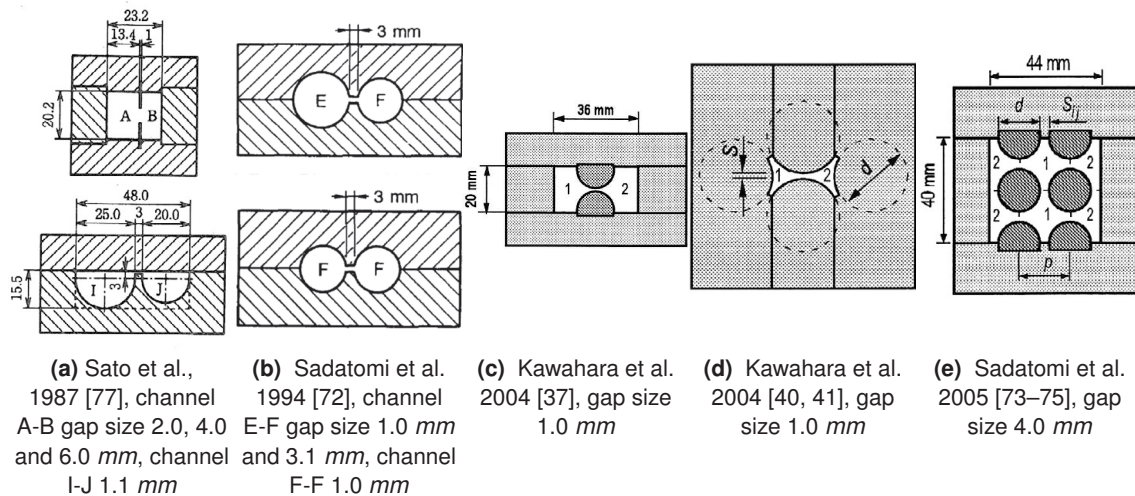 23.2
13.4 1
20.2
A B
48.0
25.0 3 20.0
15.5
I 3 J
3 mm
E F
3 mm
F F
36 mm
20 mm
1 2
S
1 2
d
44 mm
d Sij
40 mm
2 1 2
2 1 2
p
(a) Sato et al.,
1987 [77], channel
A-B gap size 2.0, 4.0
and 6.0 mm, channel
I-J 1.1 mm
(b) Sadatomi et al.
1994 [72], channel
E-F gap size 1.0 mm
and 3.1 mm, channel
F-F 1.0 mm
(c) Kawahara et al.
2004 [37], gap size
1.0 mm
(d) Kawahara et al.
2004 [40, 41], gap
size 1.0 mm
(e) Sadatomi et al.
2005 [73–75], gap
size 4.0 mm